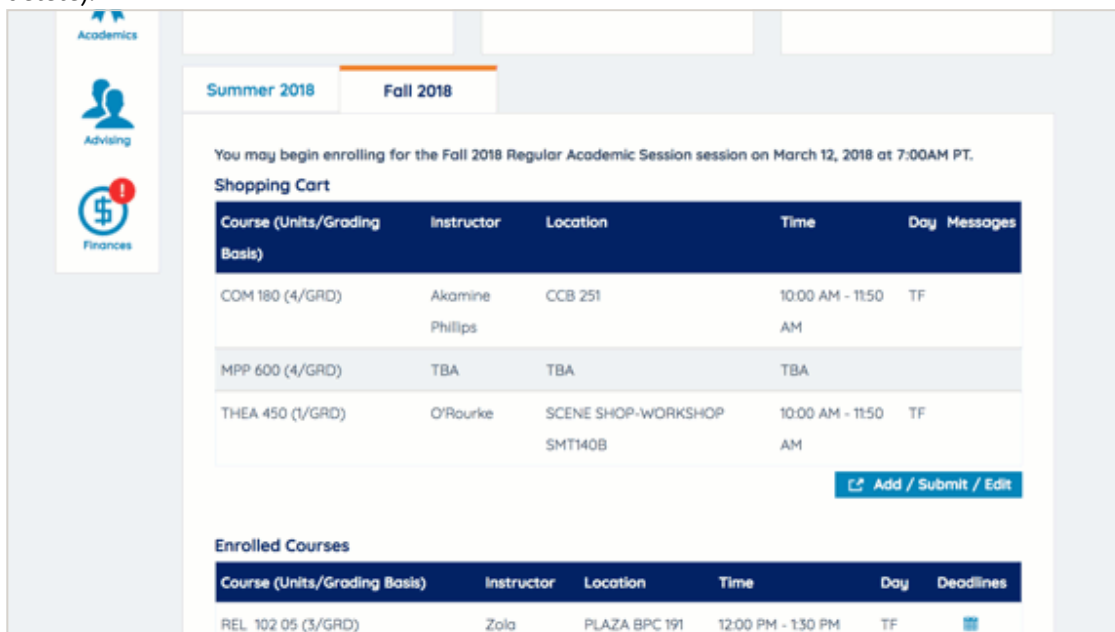 Academics
Summer 2018 Fall 2018
Advising
You may begin enrolling for the Fall 2018 Regular Academic Session session on March 12, 2018 at 7:00AM PT.
Shopping Cart
Finances
Course (Units/Grading Instructor Location Time Day Messages
Basis)
COM 180 (4/GRD) Akamine CCB 251 10:00 AM - 11:50 TF
Phillips AM
MPP 600 (4/GRD) TBA TBA TBA
THEA 450 (1/GRD) O'Rourke SCENE SHOP-WORKSHOP 10:00 AM - 11:50 TF
SMT140B AM
Add / Submit / Edit
Enrolled Courses
Course (Units/Grading Basis) Instructor Location Time Day Deadlines
REL 102 05 (3/GRD) Zola PLAZA BPC 191 12:00 PM - 1:30 PM TF